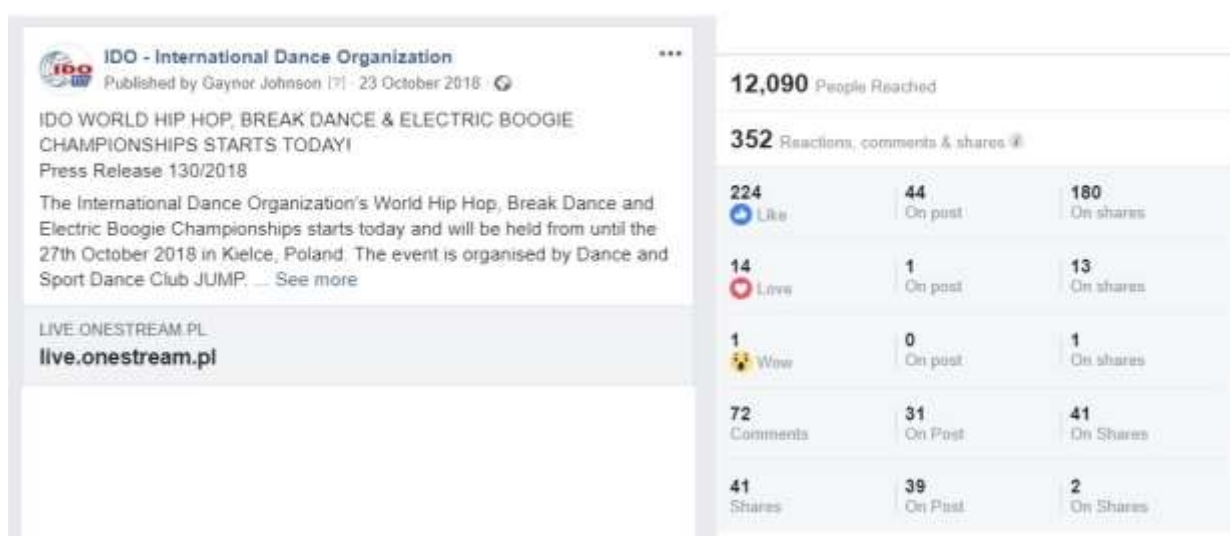 IDO - International Dance Organization
Published by Gaynor Johnson [?] · 23 October 2018 ·
IDO WORLD HIP HOP, BREAK DANCE & ELECTRIC BOOGIE
CHAMPIONSHIPS STARTS TODAY!
Press Release 130/2018
The International Dance Organization's World Hip Hop, Break Dance and
Electric Boogie Championships starts today and will be held from until the
27th October 2018 in Kielce, Poland. The event is organised by Dance and
Sport Dance Club JUMP. ... See more
LIVE.ONESTREAM.PL
live.onestream.pl
12,090 People Reached
352 Reactions, comments & shares
224 44 180
Like On post On shares
14 1 13
Love On post On shares
1 0 1
Wow On post On shares
72 31 41
Comments On Post On Shares
41 39 2
Shares On Post On Shares